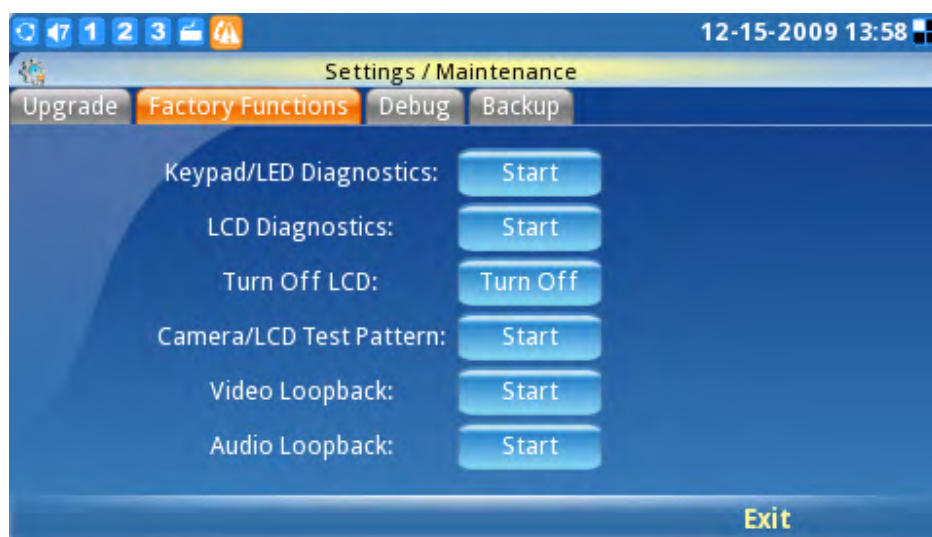 47 1 2 3 12-15-2009 13:58
Settings / Maintenance
Upgrade Factory Functions Debug Backup
Keypad/LED Diagnostics: Start
LCD Diagnostics: Start
Turn Off LCD: Turn Off
Camera/LCD Test Pattern: Start
Video Loopback: Start
Audio Loopback: Start
Exit